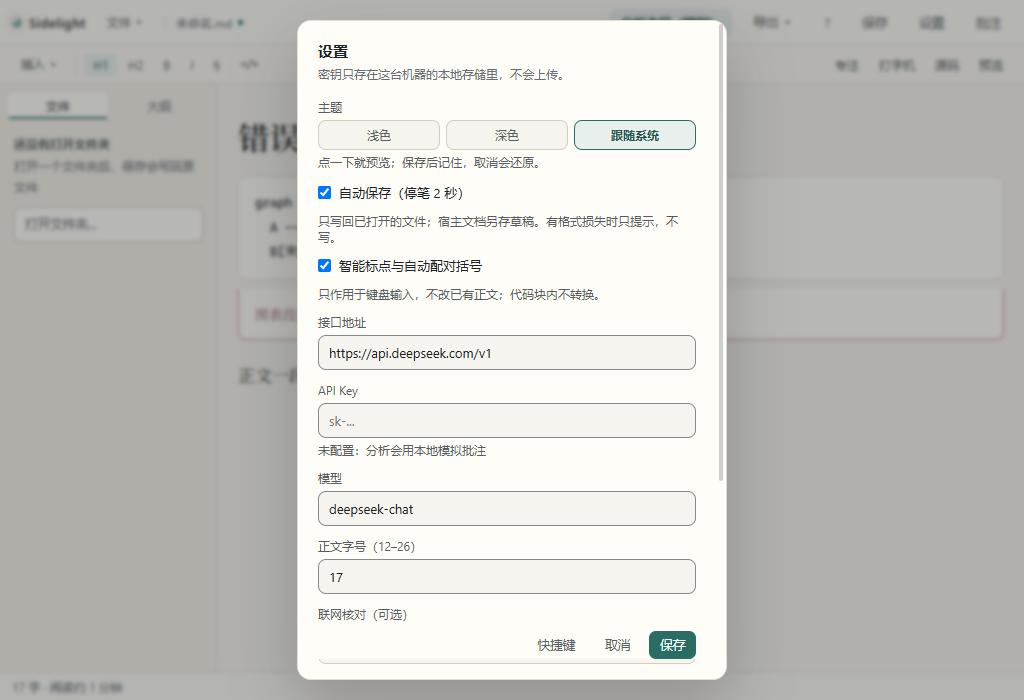 Sidelight
文件
未命名.md
导出
?
保存
设置
批注
插入
H1
H2
B
I
S
</>
专注
打字机
源码
预览
文件
大纲
还没有打开文件夹
打开一个文件夹后，保存会写回原
文件
打开文件夹…
错误
graph
A --
正文一段
17 字 · 阅读约 1 分钟
设置
密钥只存在这台机器的本地存储里，不会上传。
主题
浅色
深色
跟随系统
点一下就预览；保存后记住，取消会还原。
自动保存（停笔 2 秒）
只写回已打开的文件；宿主文档另存草稿。有格式损失时只提示，不
写。
智能标点与自动配对括号
只作用于键盘输入，不改已有正文；代码块内不转换。
接口地址
https://api.deepseek.com/v1
API Key
sk-...
未配置：分析会用本地模拟批注
模型
deepseek-chat
正文字号（12–26）
17
联网核对（可选）
快捷键
取消
保存